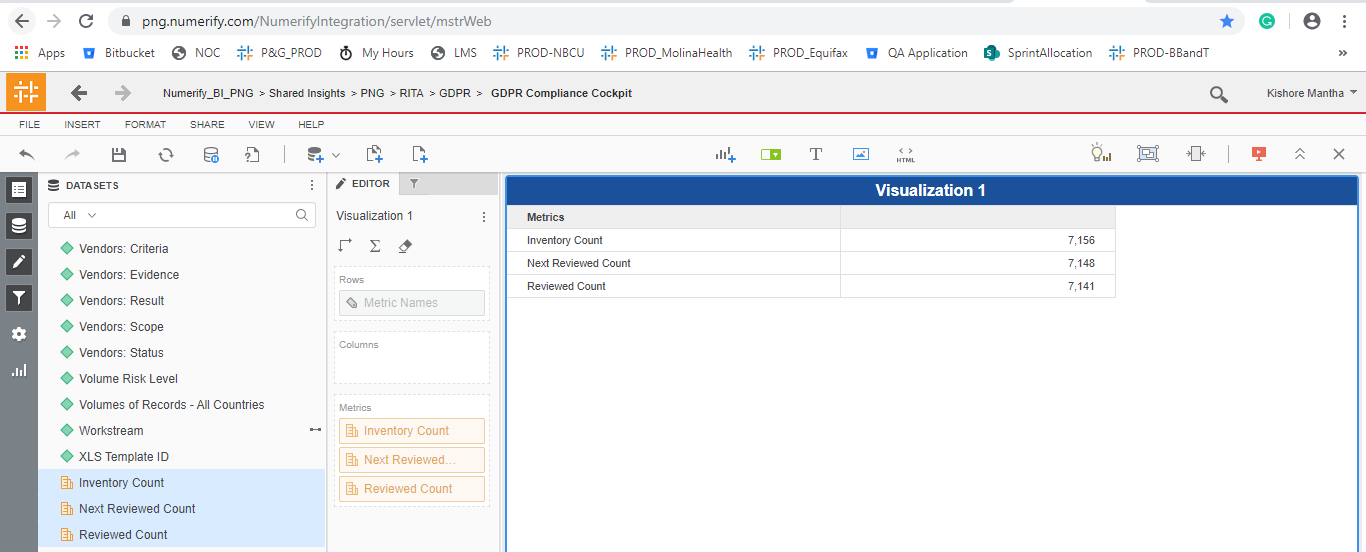 png.numerify.com/NumerifyIntegration/servlet/mstrWeb
Apps Bitbucket NOC P&G_PROD My Hours LMS PROD-NBCU PROD_MolinaHealth PROD_Equifax QA Application SprintAllocation PROD-BBandT »
Numerify_BI_PNG > Shared Insights > PNG > RITA > GDPR > GDPR Compliance Cockpit Kishore Mantha
FILE INSERT FORMAT SHARE VIEW HELP
T HTML
DATASETS
All
Vendors: Criteria
Vendors: Evidence
Vendors: Result
Vendors: Scope
Vendors: Status
Volume Risk Level
Volumes of Records - All Countries
Workstream
XLS Template ID
Inventory Count
Next Reviewed Count
Reviewed Count
EDITOR
Visualization 1
Rows
Metric Names
Columns
Metrics
Inventory Count
Next Reviewed...
Reviewed Count
Visualization 1
Metrics
Inventory Count 7,156
Next Reviewed Count 7,148
Reviewed Count 7,141